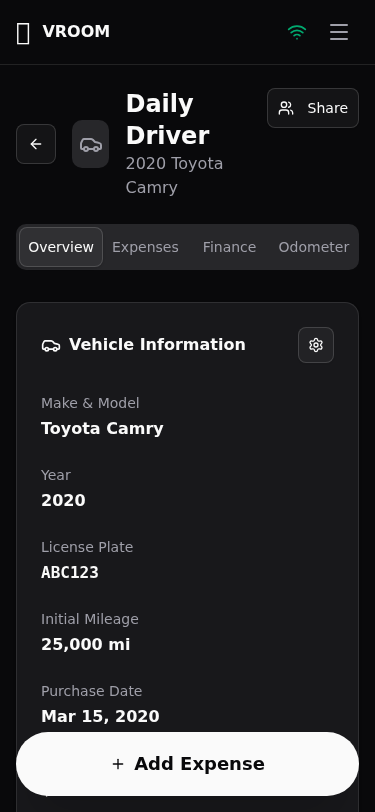 VROOM
Daily
Driver
2020 Toyota
Camry
Share
Overview
Expenses
Finance
Odometer
Vehicle Information
Make & Model
Toyota Camry
Year
2020
License Plate
ABC123
Initial Mileage
25,000 mi
Purchase Date
Mar 15, 2020
+ Add Expense